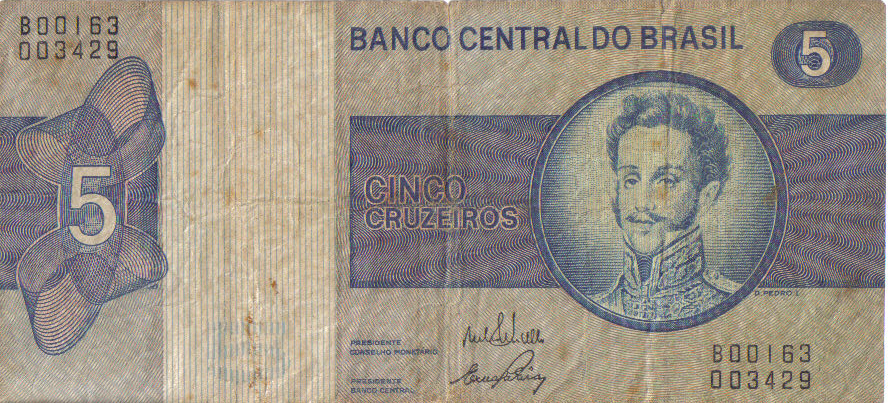 B00163
003429
BANCO CENTRAL DO BRASIL
5
5
CINCO
CRUZEIROS
D. PEDRO I
PRESIDENTE
CONSELHO MONETÁRIO
PRESIDENTE
BANCO CENTRAL
B00163
003429